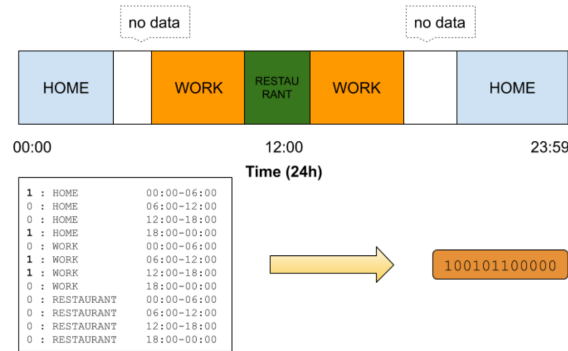 no data
no data
HOME
WORK
RESTAU
RANT
WORK
HOME
00:00
12:00
23:59
Time (24h)
1 : HOME 00:00-06:00
0 : HOME 06:00-12:00
0 : HOME 12:00-18:00
1 : HOME 18:00-00:00
0 : WORK 00:00-06:00
1 : WORK 06:00-12:00
1 : WORK 12:00-18:00
0 : WORK 18:00-00:00
0 : RESTAURANT 00:00-06:00
0 : RESTAURANT 06:00-12:00
0 : RESTAURANT 12:00-18:00
0 : RESTAURANT 18:00-00:00
100101100000